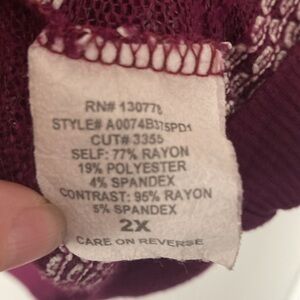 RN# 130778
STYLE# A0074B375PD1
CUT# 3355
SELF: 77% RAYON
19% POLYESTER
4% SPANDEX
CONTRAST: 95% RAYON
5% SPANDEX
2X
CARE ON REVERSE